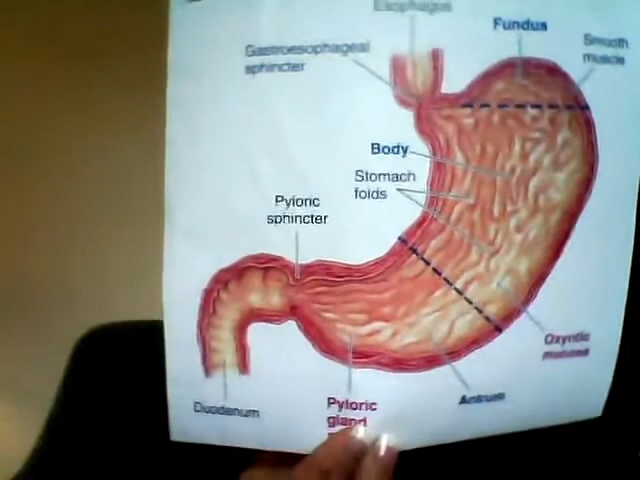 Esophagus
Fundus
Gastroesophageal
sphincter
Smooth
muscle
Body
Stomach
folds
Pyloric
sphincter
Oxyntic
mucosa
Antrum
Duodenum
Pyloric
gland